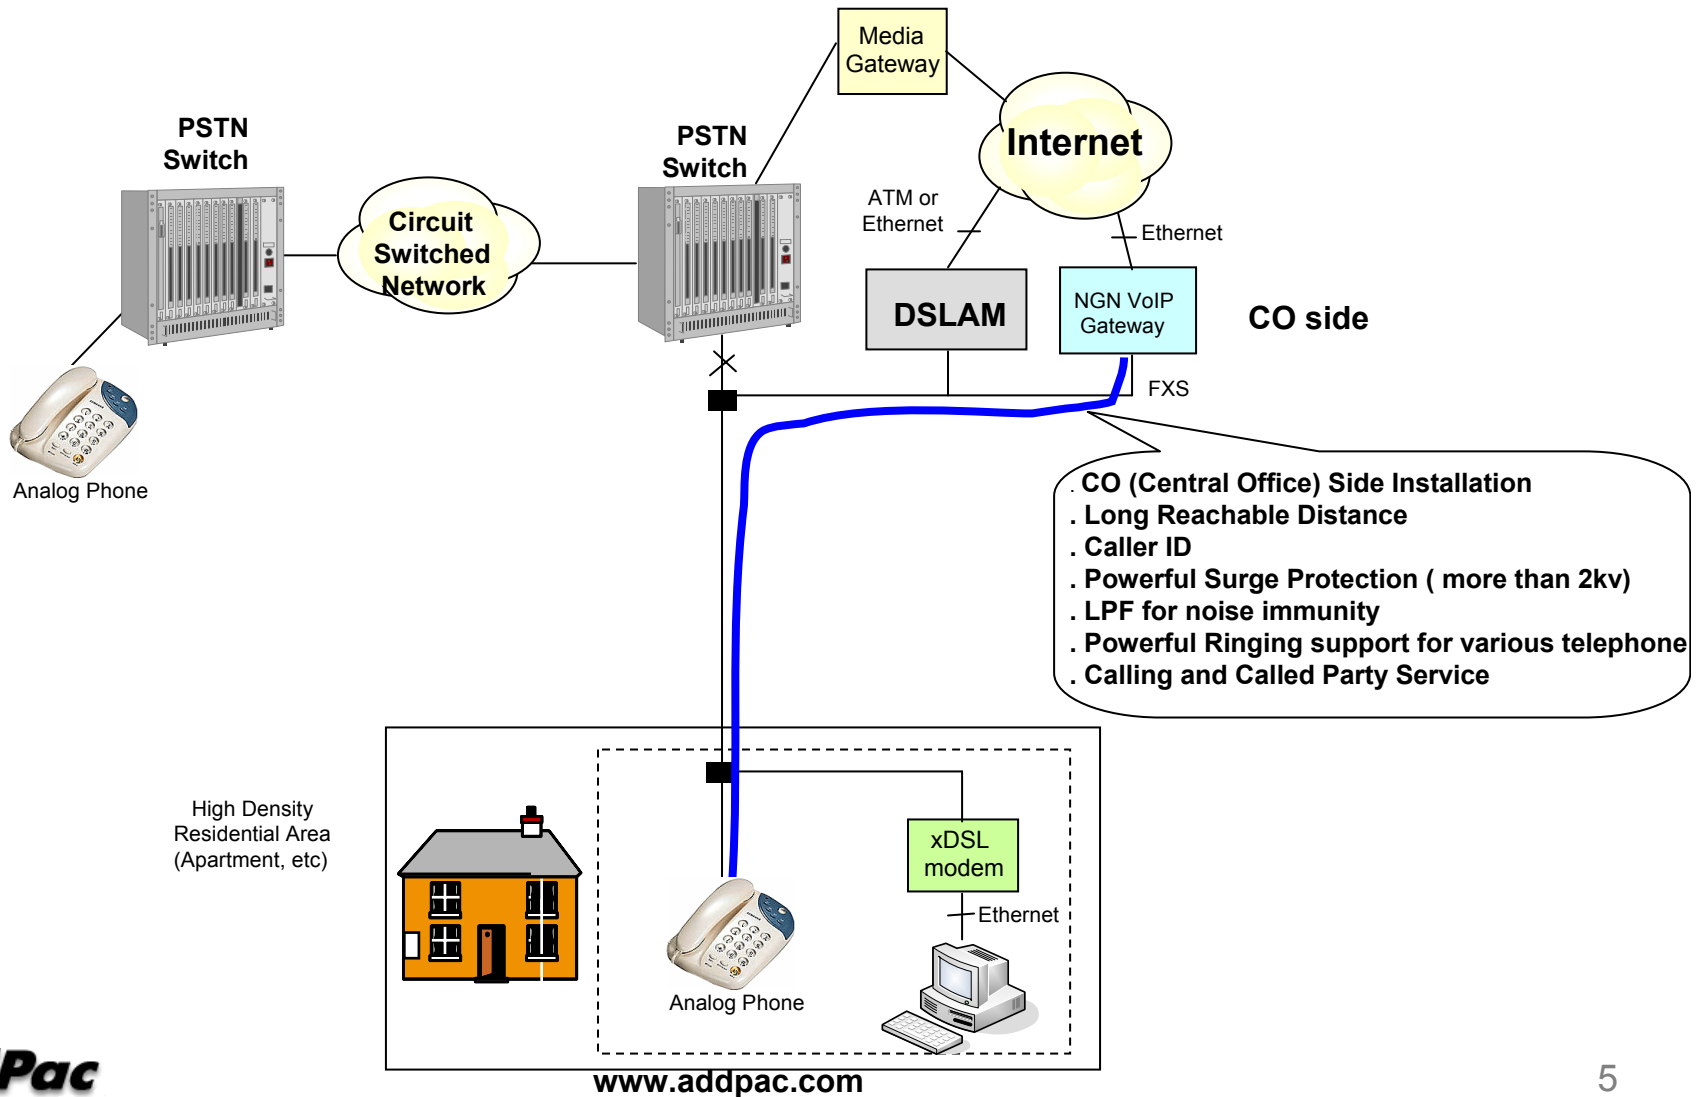 Media
Gateway
PSTN
Switch
PSTN
Switch
Internet
Circuit
Switched
Network
ATM or
Ethernet
Ethernet
DSLAM
NGN VoIP
Gateway
CO side
FXS
Analog Phone
. CO (Central Office) Side Installation
. Long Reachable Distance
. Caller ID
. Powerful Surge Protection ( more than 2kv)
. LPF for noise immunity
. Powerful Ringing support for various telephone
. Calling and Called Party Service
High Density
Residential Area
(Apartment, etc)
xDSL
modem
Ethernet
Analog Phone
Pac
www.addpac.com
5